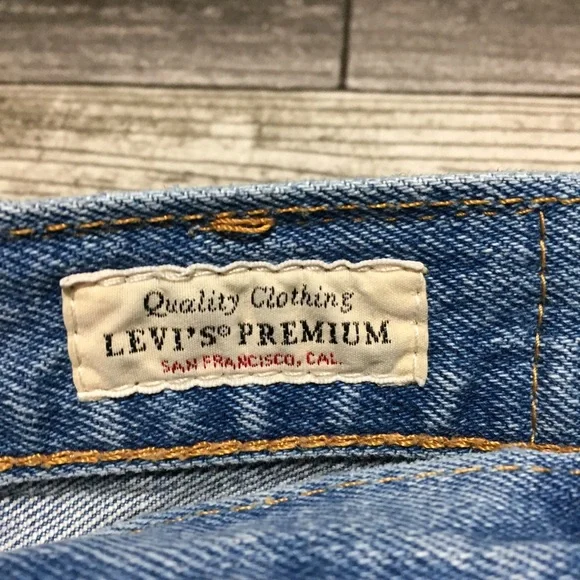 Quality Clothing
LEVI'S® PREMIUM
SAN FRANCISCO, CAL.